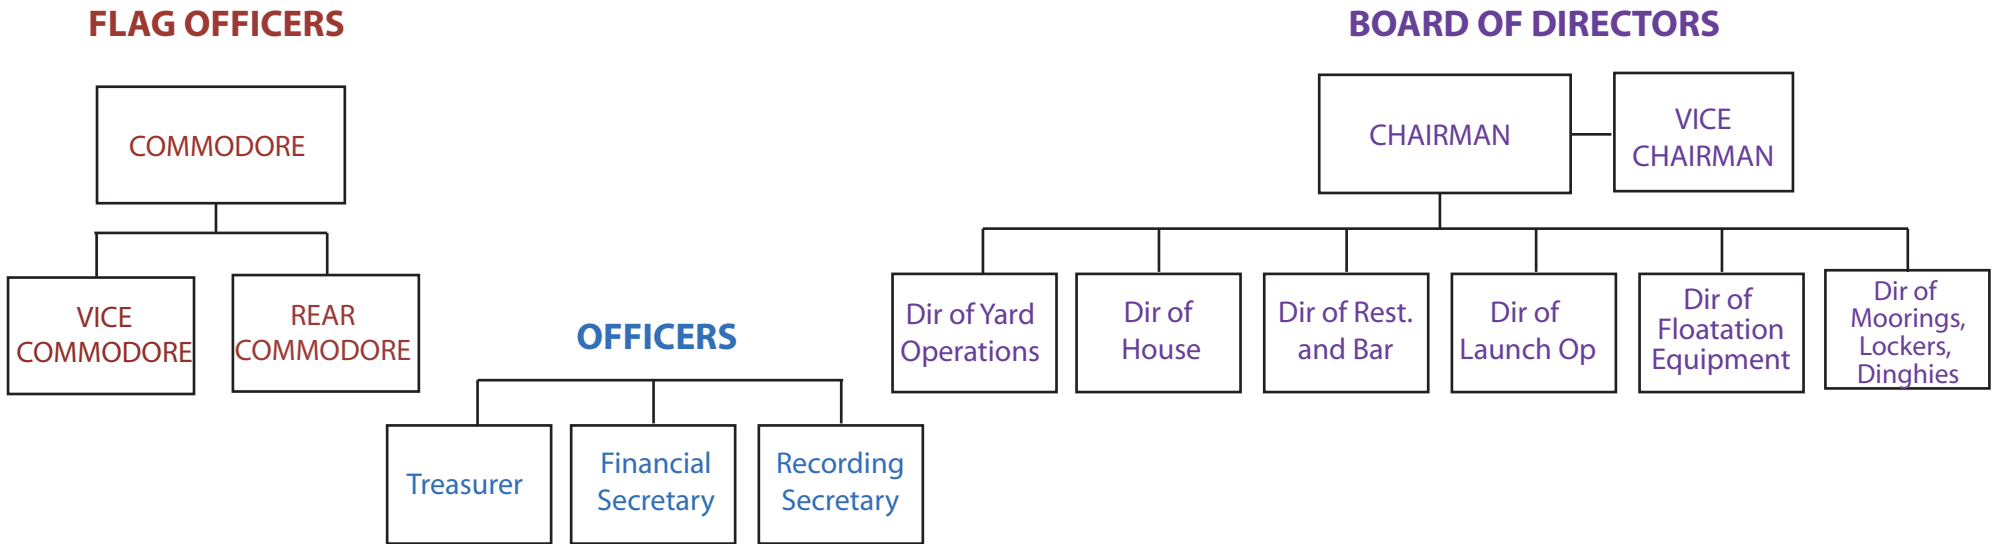 FLAG OFFICERS
COMMODORE
VICE
COMMODORE
REAR
COMMODORE
OFFICERS
Treasurer
Financial
Secretary
Recording
Secretary
BOARD OF DIRECTORS
CHAIRMAN
VICE
CHAIRMAN
Dir of Yard
Operations
Dir of
House
Dir of Rest.
and Bar
Dir of
Launch Op
Dir of
Floatation
Equipment
Dir of
Moorings,
Lockers,
Dinghies